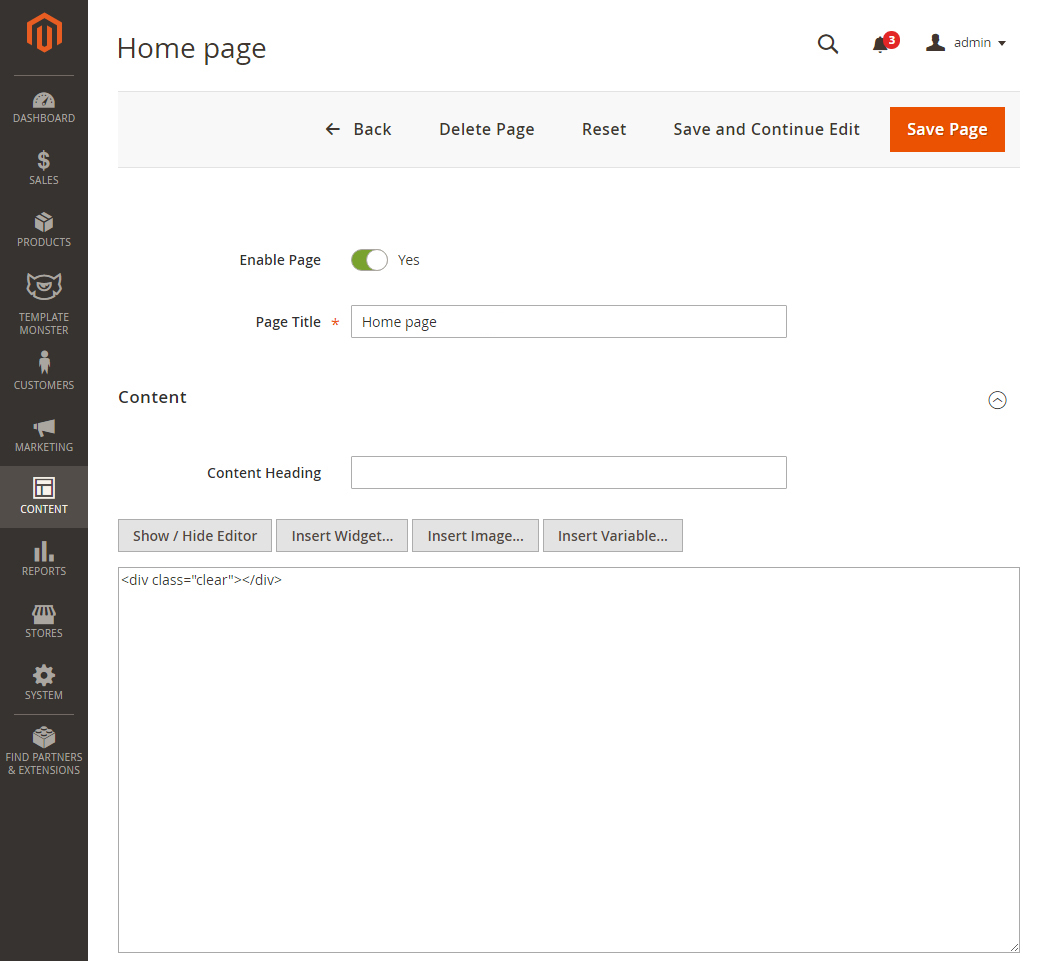 Home page
3
admin
DASHBOARD
SALES
PRODUCTS
TEMPLATE
MONSTER
CUSTOMERS
MARKETING
CONTENT
REPORTS
STORES
SYSTEM
FIND PARTNERS
& EXTENSIONS
Back Delete Page Reset Save and Continue Edit Save Page
Enable Page Yes
Page Title * Home page
Content
Content Heading
Show / Hide Editor Insert Widget... Insert Image... Insert Variable...
<div class="clear"></div>